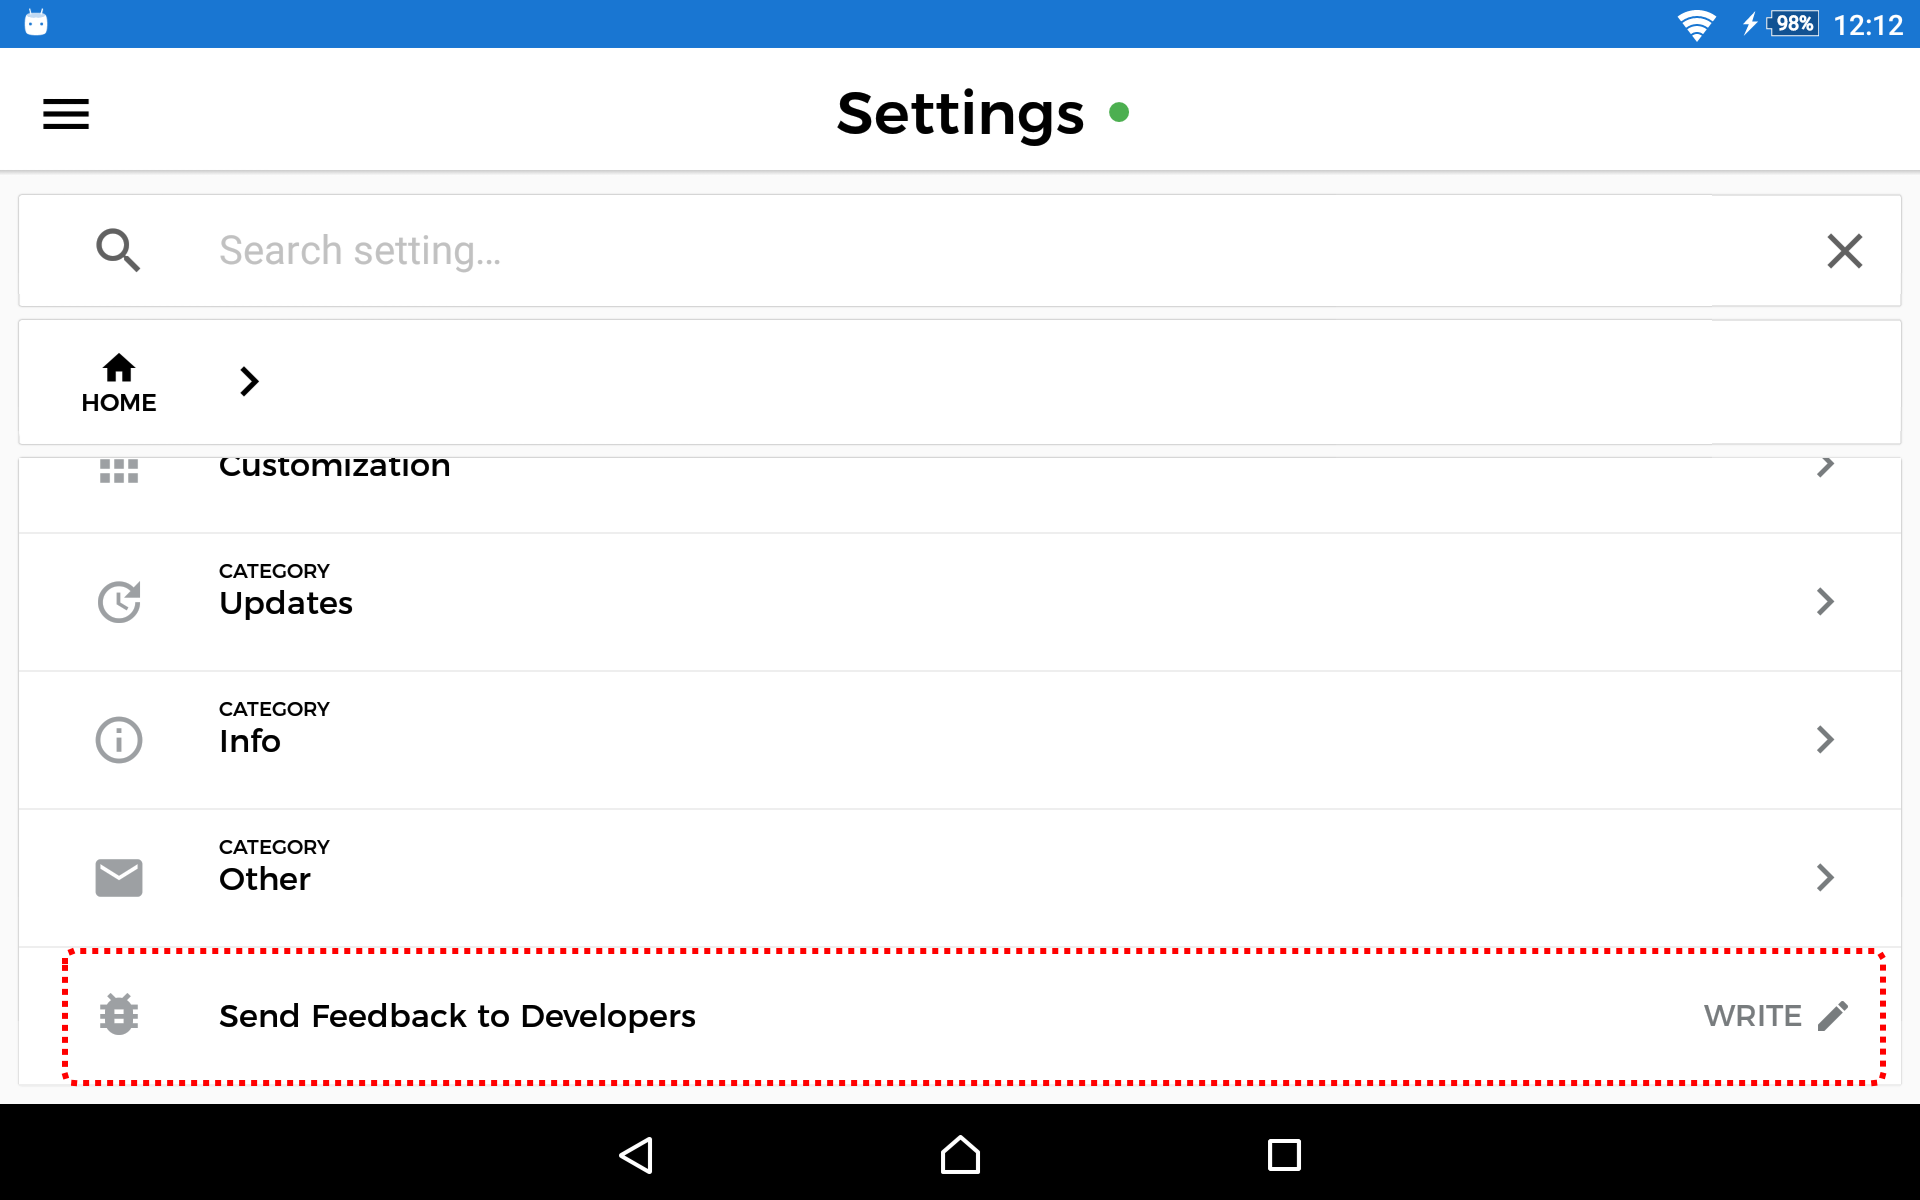 98% 12:12
Settings
Search setting...
HOME
Customization
CATEGORY
Updates
CATEGORY
Info
CATEGORY
Other
Send Feedback to Developers WRITE